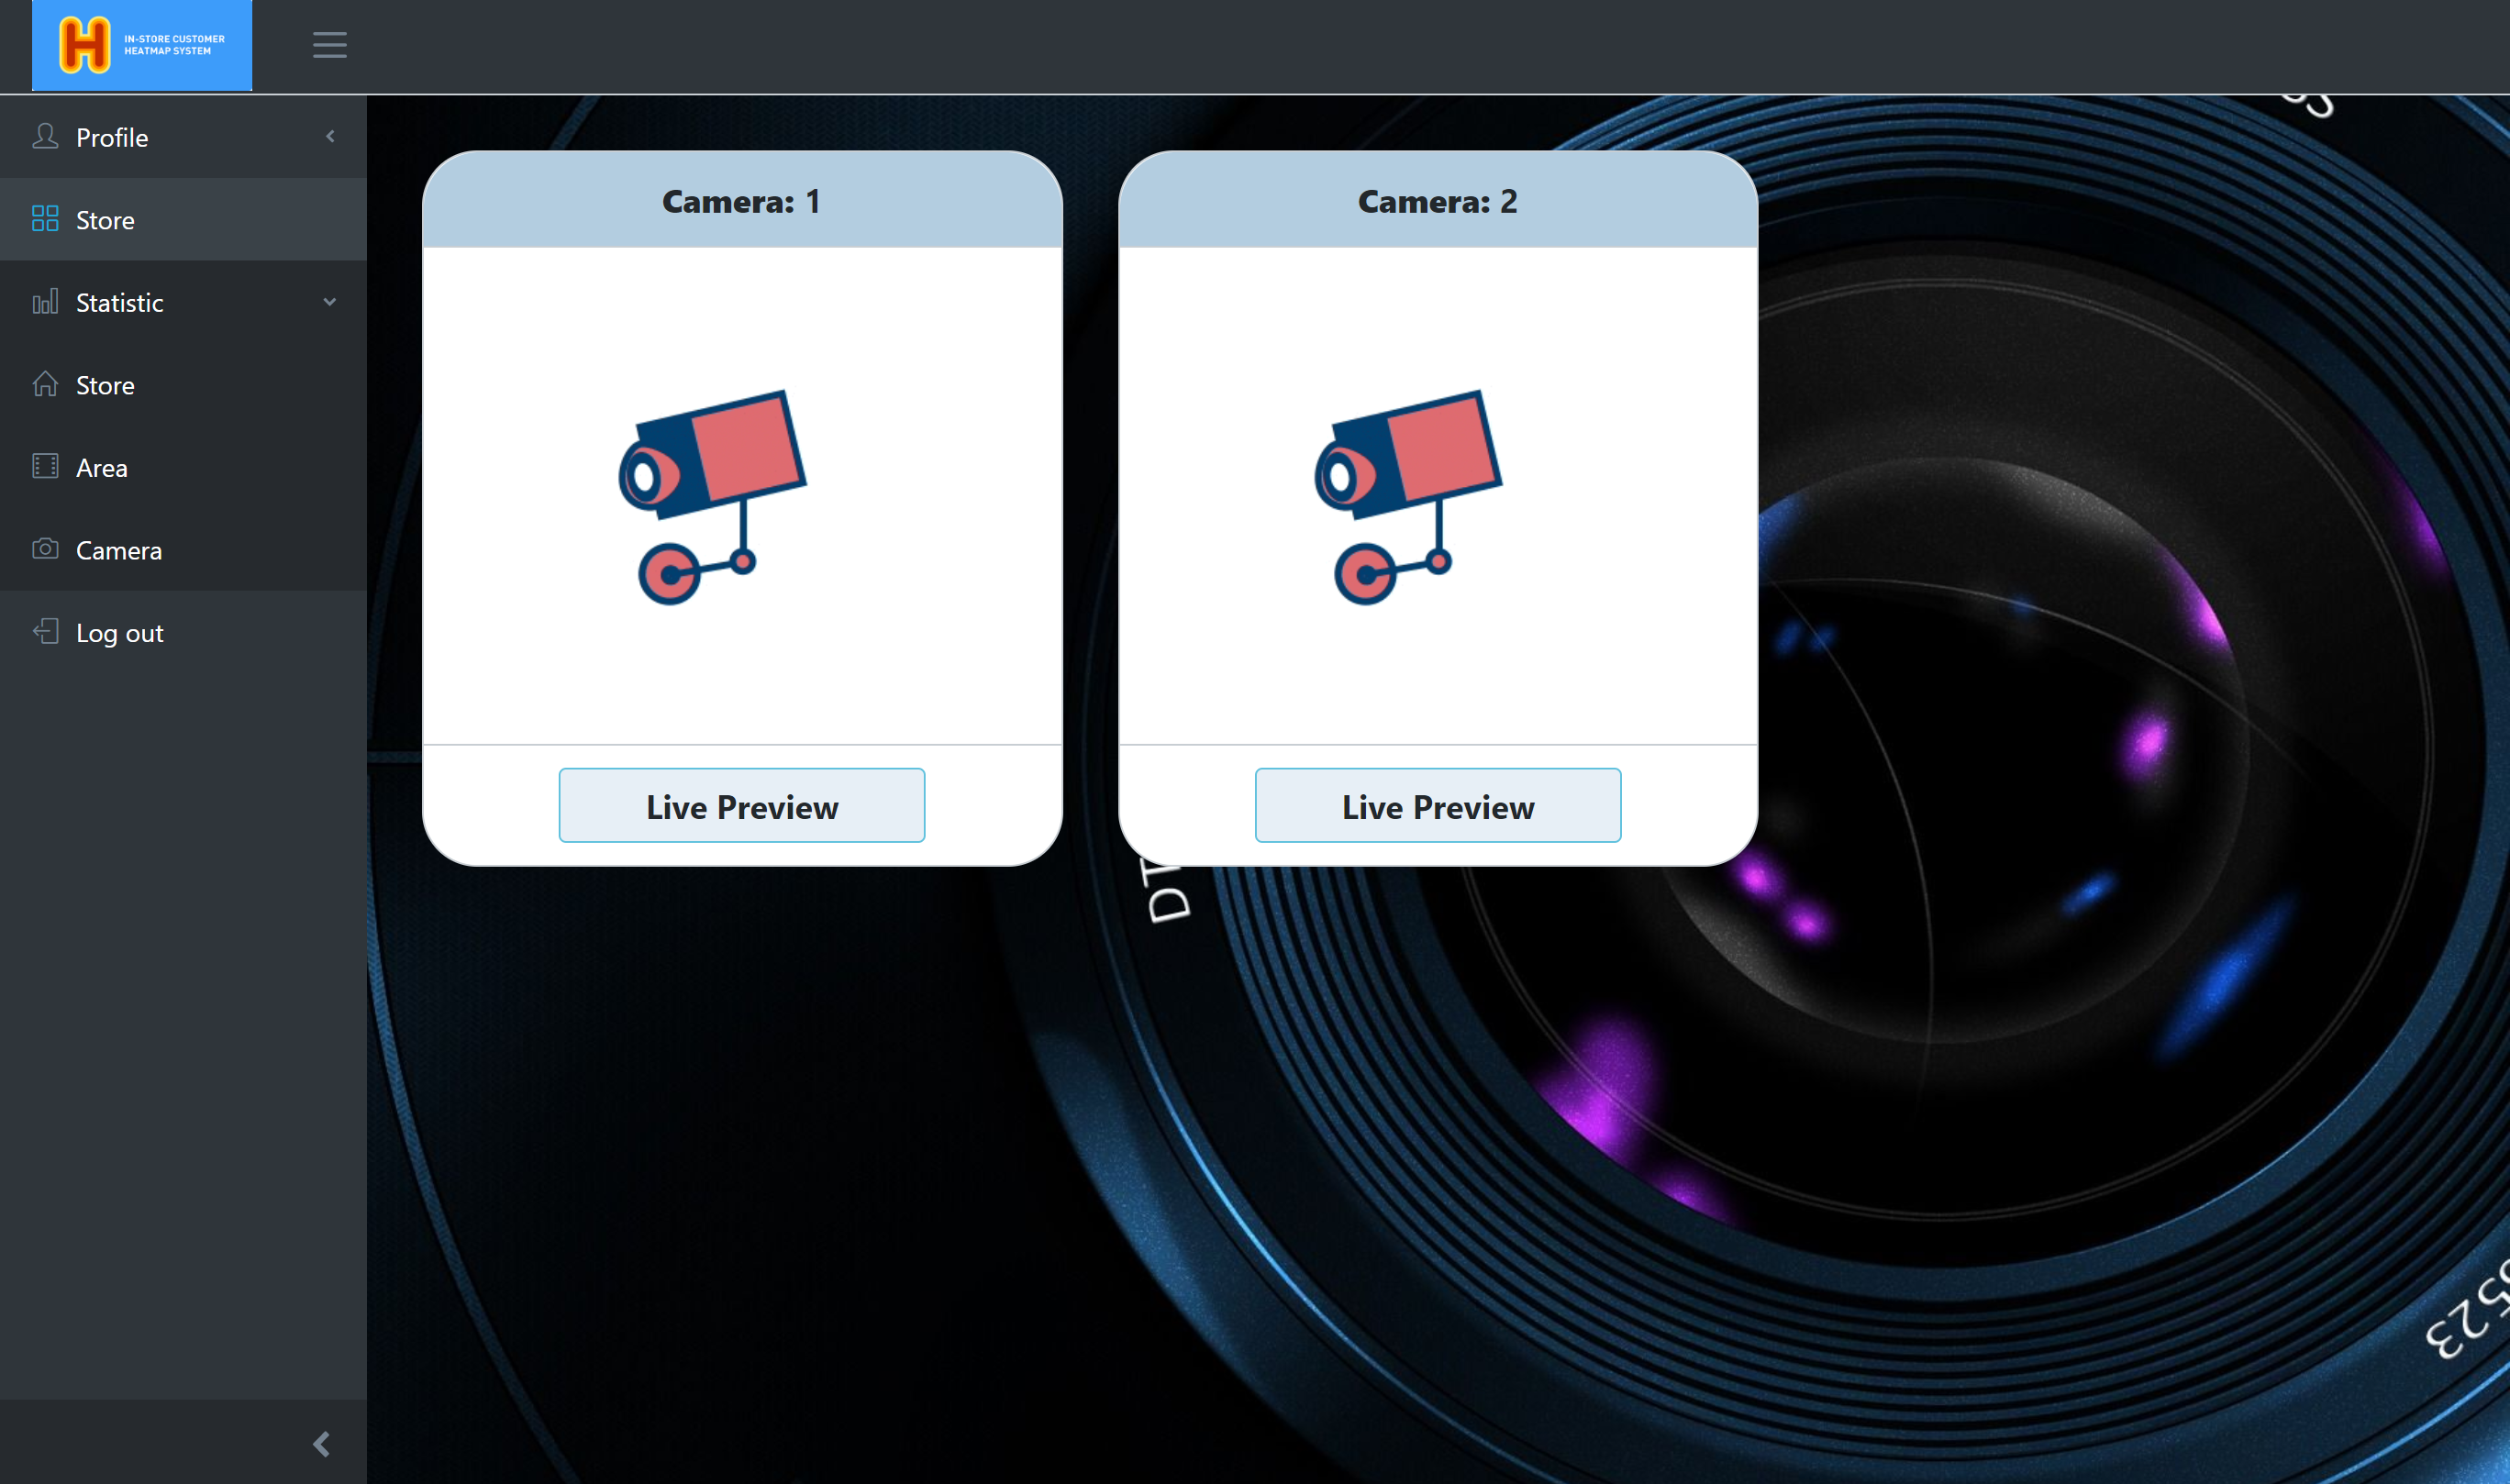 H IN-STORE CUSTOMER
HEATMAP SYSTEM
Profile
Store
Statistic
Store
Area
Camera
Log out
Camera: 1
Live Preview
Camera: 2
Live Preview